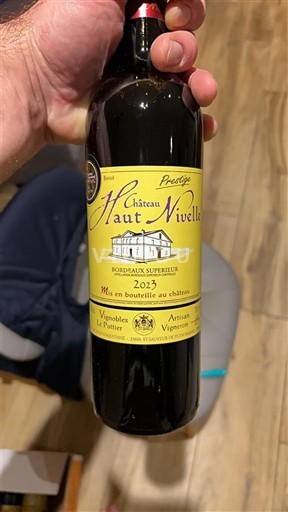 Prestige
Château
Haut Nivelle
BORDEAUX SUPERIEUR
2023
Mis en bouteille au château
Vignobles
Le Pottier
Artisan
Vigneron